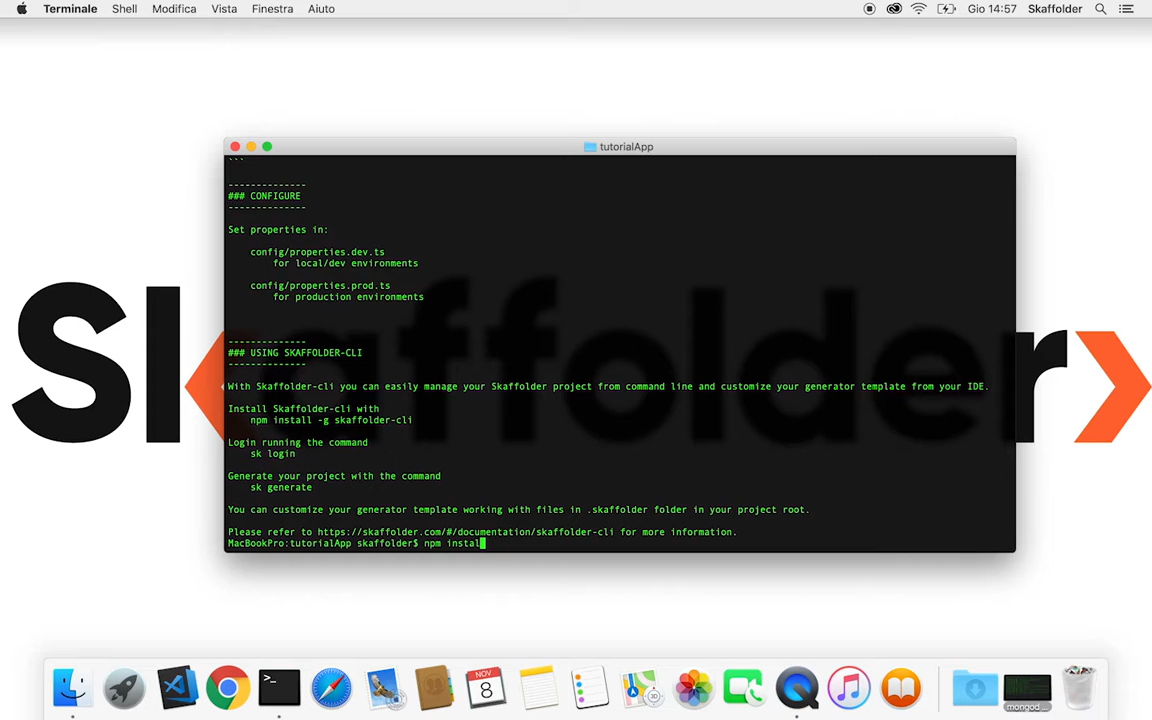 Terminale Shell Modifica Vista Finestra Aiuto Gio 14:57 Skaffolder
tutorialApp
```
--------------
### CONFIGURE
--------------
Set properties in:
config/properties.dev.ts
for local/dev environments
config/properties.prod.ts
for production environments
--------------
### USING SKAFFOLDER-CLI
--------------
With Skaffolder-cli you can easily manage your Skaffolder project from command line and customize your generator template from your IDE.
Install Skaffolder-cli with
npm install -g skaffolder-cli
Login running the command
sk login
Generate your project with the command
sk generate
You can customize your generator template working with files in .skaffolder folder in your project root.
Please refer to https://skaffolder.com/#/documentation/skaffolder-cli for more information.
MacBookPro:tutorialApp skaffolder$ npm instal
Skaffolder
>_
NOV
8
3D
mongod ...